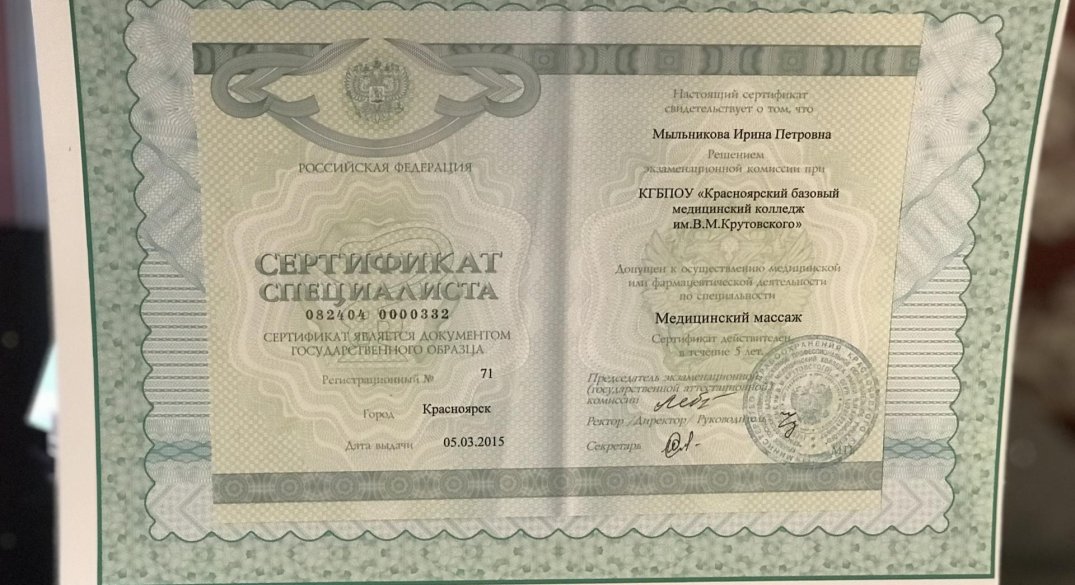 РОССИЙСКАЯ ФЕДЕРАЦИЯ
СЕРТИФИКАТ
СПЕЦИАЛИСТА
082404 0000332
СЕРТИФИКАТ ЯВЛЯЕТСЯ ДОКУМЕНТОМ
ГОСУДАРСТВЕННОГО ОБРАЗЦА
Регистрационный № 71
Город Красноярск
Дата выдачи 05.03.2015
Настоящий сертификат
свидетельствует о том, что
Мыльникова Ирина Петровна
Решением
экзаменационной комиссии при
КГБПОУ «Красноярский базовый
медицинский колледж
им.В.М.Крутовского»
Допущен к осуществлению медицинской
или фармацевтической деятельности
по специальности
Медицинский массаж
Сертификат действителен
в течение 5 лет.
Председатель экзаменационной
(государственной аттестационной)
комиссии
Ректор /Директор/ Руководитель
Секретарь
М.П.